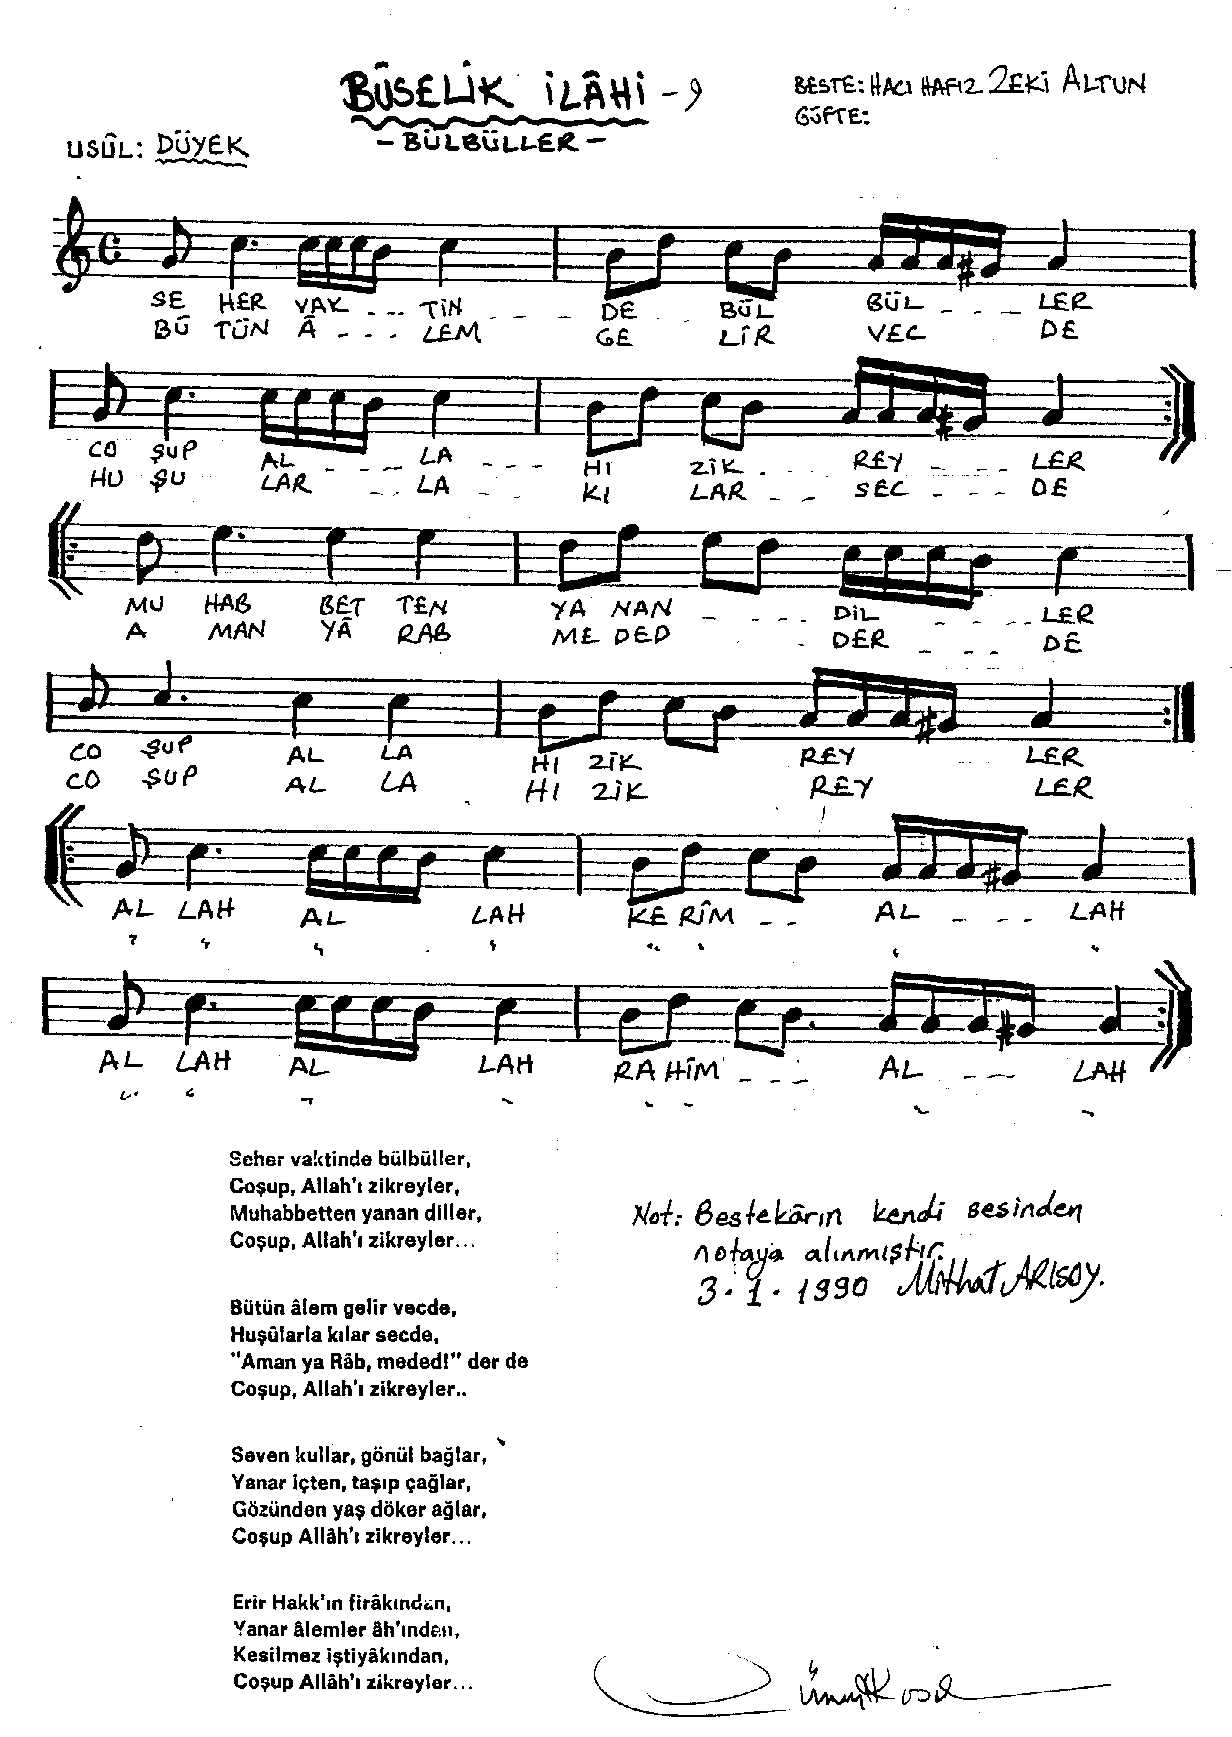 BÛSELİK İLÂHİ - 9
BESTE: HACI HAFIZ ZEKİ ALTUN
GÜFTE:
- BÜLBÜLLER -
USÛL: DÜYEK
SE HER VAK - - - TİN - - - DE BÜL BÜL - - - - LER
BÜ TÜN Â - - - - LEM GE LİR VEC DE
CO ŞUP AL - - - - LA - - - HI ZİK - - - REY - - - - LER
HU ŞU LAR - - - LA - - KI LAR - - SEC - - - - DE
MU HAB BET TEN YA NAN - - - - DİL - - - - LER
A MAN YÂ RAB ME DED - DER - - - - DE
CO ŞUP AL LA HI ZİK REY - - - LER
CO ŞUP AL LA HI ZİK REY LER
AL LAH AL LAH KE RÎM - - AL - - - - LAH
AL LAH AL LAH RA HÎM - - - AL - - - LAH
Seher vaktinde bülbüller,
Coşup, Allah'ı zikreyler,
Muhabbetten yanan diller,
Coşup, Allah'ı zikreyler...
Not: Bestekârın kendi sesinden
notaya alınmıştır.
3. 1. 1990 Mithat ARISOY.
Bütün âlem gelir vecde,
Huşûlarla kılar secde,
"Aman ya Râb, meded!" der de
Coşup, Allah'ı zikreyler..
Seven kullar, gönül bağlar,
Yanar içten, taşıp çağlar,
Gözünden yaş döker ağlar,
Coşup Allâh'ı zikreyler...
Erir Hakk'ın firâkından,
Yanar âlemler âh'ından,
Kesilmez iştiyâkından,
Coşup Allâh'ı zikreyler...